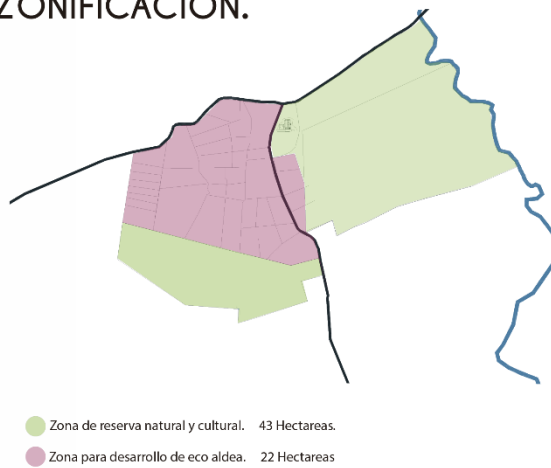 ZONIFICACIÓN.
Zona de reserva natural y cultural. 43 Hectareas.
Zona para desarrollo de eco aldea. 22 Hectareas